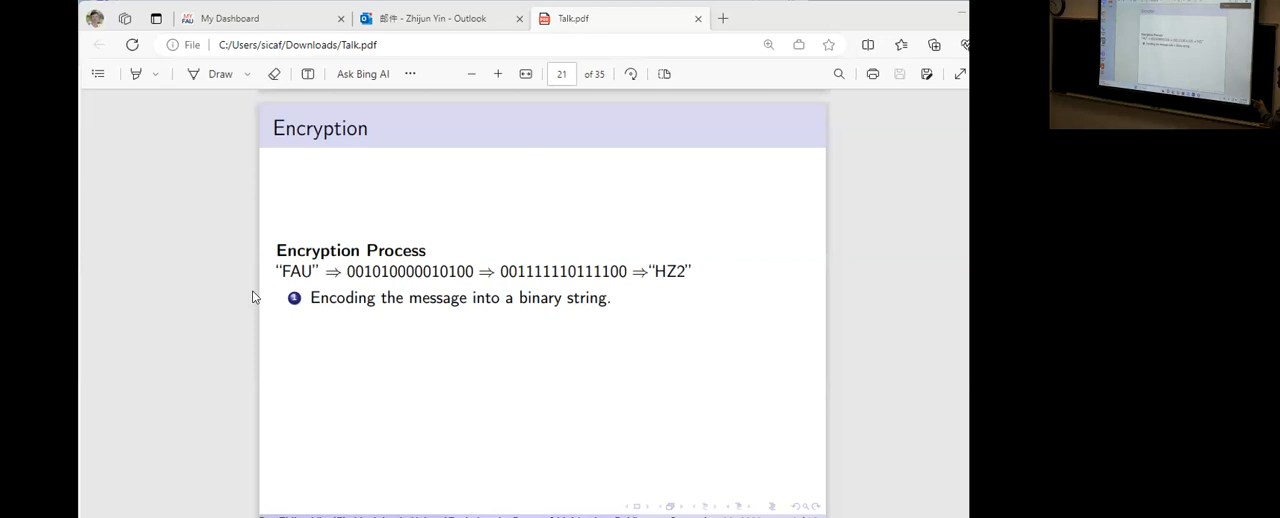 My Dashboard
邮件 - Zhijun Yin - Outlook
Talk.pdf
File
C:/Users/sicaf/Downloads/Talk.pdf
Draw
Ask Bing AI
21 of 35
Encryption
Encryption Process
“FAU” ⇒ 001010000010100 ⇒ 001111110111100 ⇒“HZ2”
1 Encoding the message into a binary string.